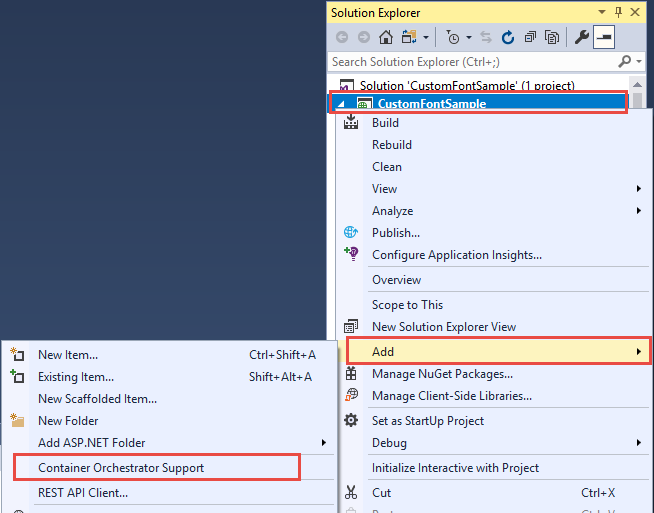 Solution Explorer
Search Solution Explorer (Ctrl+;)
Solution 'CustomFontSample' (1 project)
CustomFontSample
Build
Rebuild
Clean
View
Analyze
Publish...
Configure Application Insights...
Overview
Scope to This
New Solution Explorer View
Add
Manage NuGet Packages...
Manage Client-Side Libraries...
Set as StartUp Project
Debug
Initialize Interactive with Project
Cut Ctrl+X
New Item... Ctrl+Shift+A
Existing Item... Shift+Alt+A
New Scaffolded Item...
New Folder
Add ASP.NET Folder
Container Orchestrator Support
REST API Client...